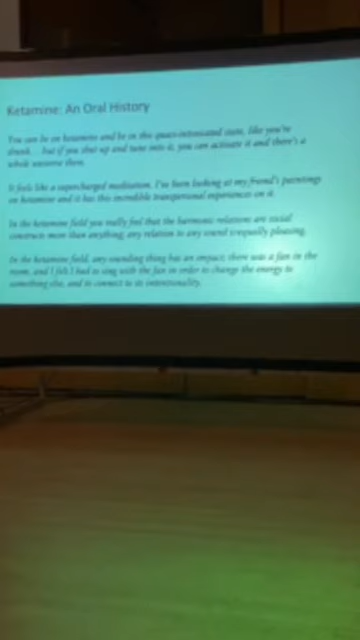 Ketamine: An Oral History
You can be on ketamine and be in this quasi-intoxicated state, like you're
drunk... but if you shut up and tune into it, you can activate it and there's a
whole universe there.
It feels like a supercharged meditation. I've been looking at my friend's paintings
on ketamine and it has this incredible transpersonal experiences on it.
In the ketamine field you really feel that the harmonic relations are social
constructs more than anything, any relation to any sound is equally pleasing.
In the ketamine field, any sounding thing has an impact; there was a fan in the
room, and I felt I had to sing with the fan in order to change the energy to
something else, and to connect to its intentionality.